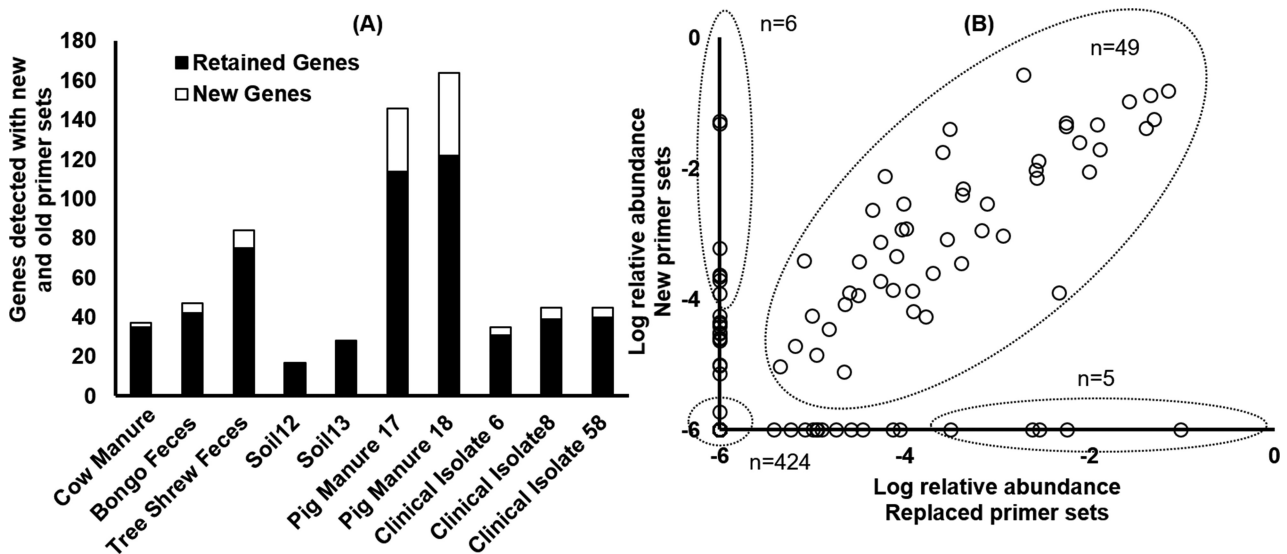 (A)
Genes detected with new
and old primer sets
180
160
140
120
100
80
60
40
20
0
Retained Genes
New Genes
Cow Manure
Bongo Feces
Tree Shrew Feces
Soil12
Soil13
Pig Manure 17
Pig Manure 18
Clinical Isolate 6
Clinical Isolate8
Clinical Isolate 58
(B)
n=6
n=49
n=5
n=424
Log relative abundance
New primer sets
0
-2
-4
-6
-6
-4
-2
0
Log relative abundance
Replaced primer sets